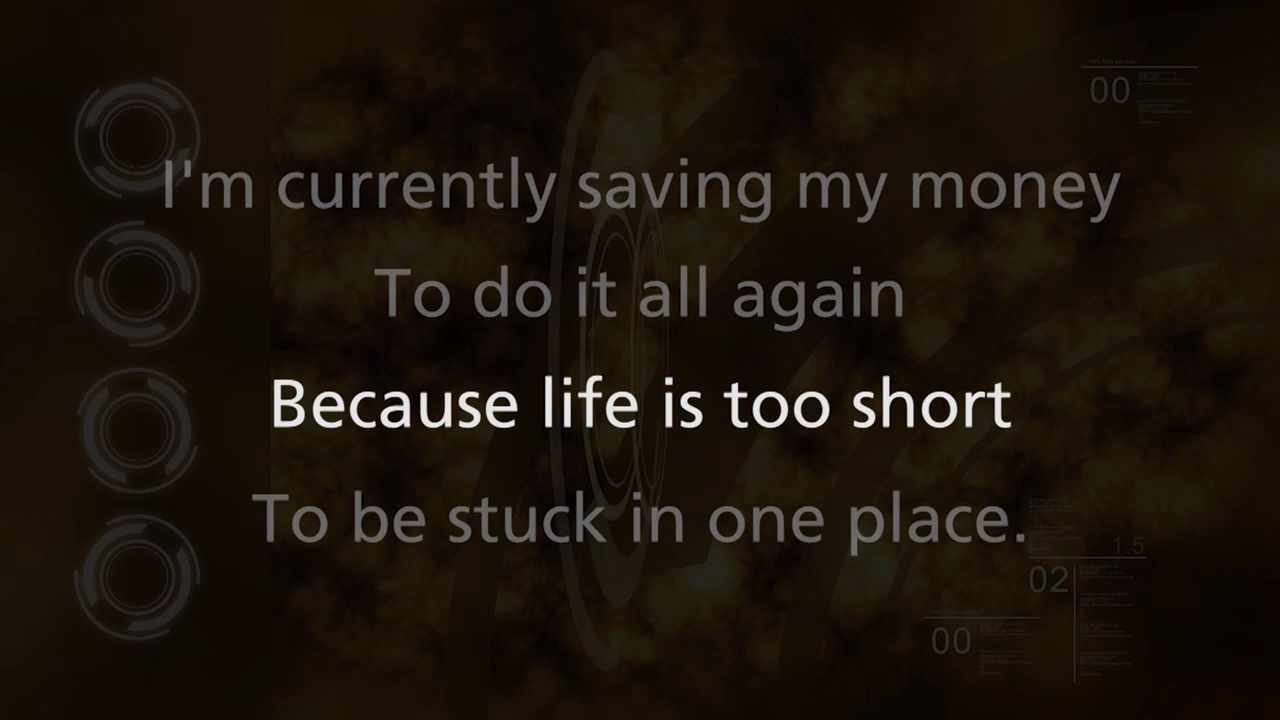 00
I'm currently saving my money
To do it all again
Because life is too short
To be stuck in one place.
1.5
02
00